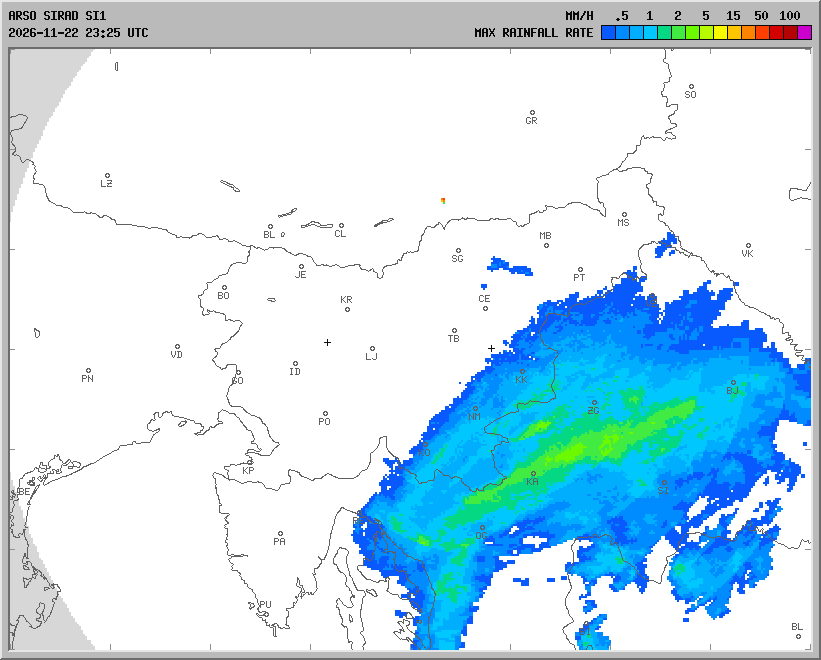 ARSO SIRAD SI1
2026-11-22 23:25 UTC
MM/H .5 1 2 5 15 50 100
MAX RAINFALL RATE
SO
GR
LZ
MS
BL
CL
MB
VK
SG
JE
PT
BO
KR
CE
TB
VD
LJ
ID
PN
GO
KK
BJ
NM
ZG
PO
KP
KA
SI
BE
OG
PA
PU
BL